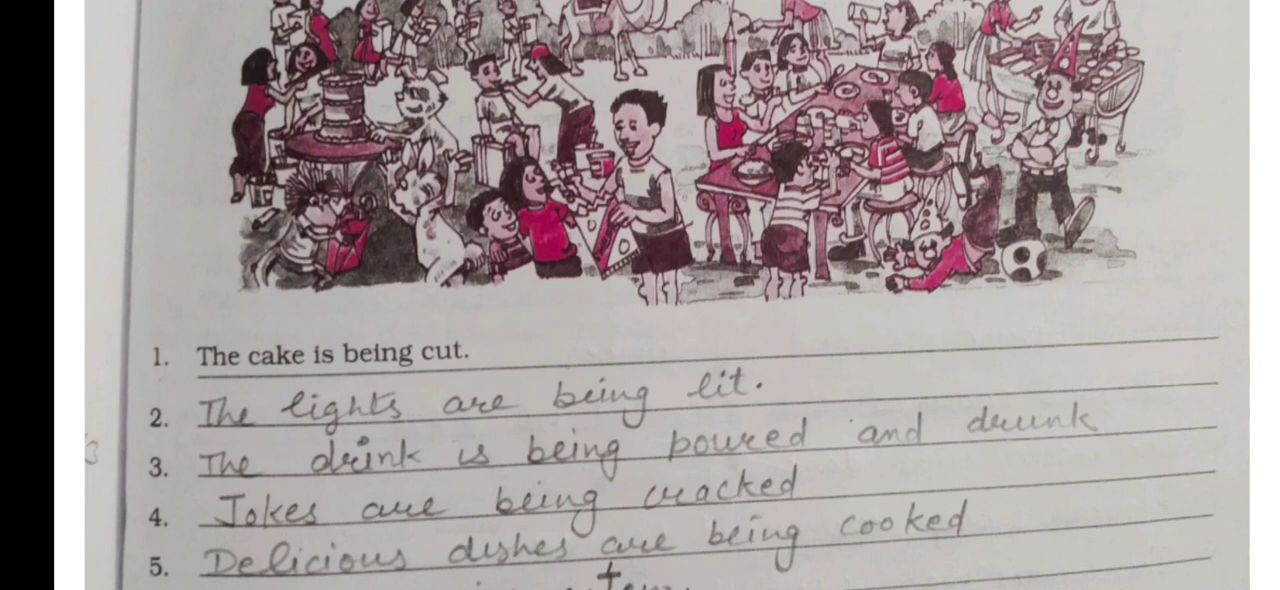 1. The cake is being cut.
2. The lights are being lit.
3. The drink is being poured and drunk
4. Jokes are being cracked
5. Delicious dishes are being cooked